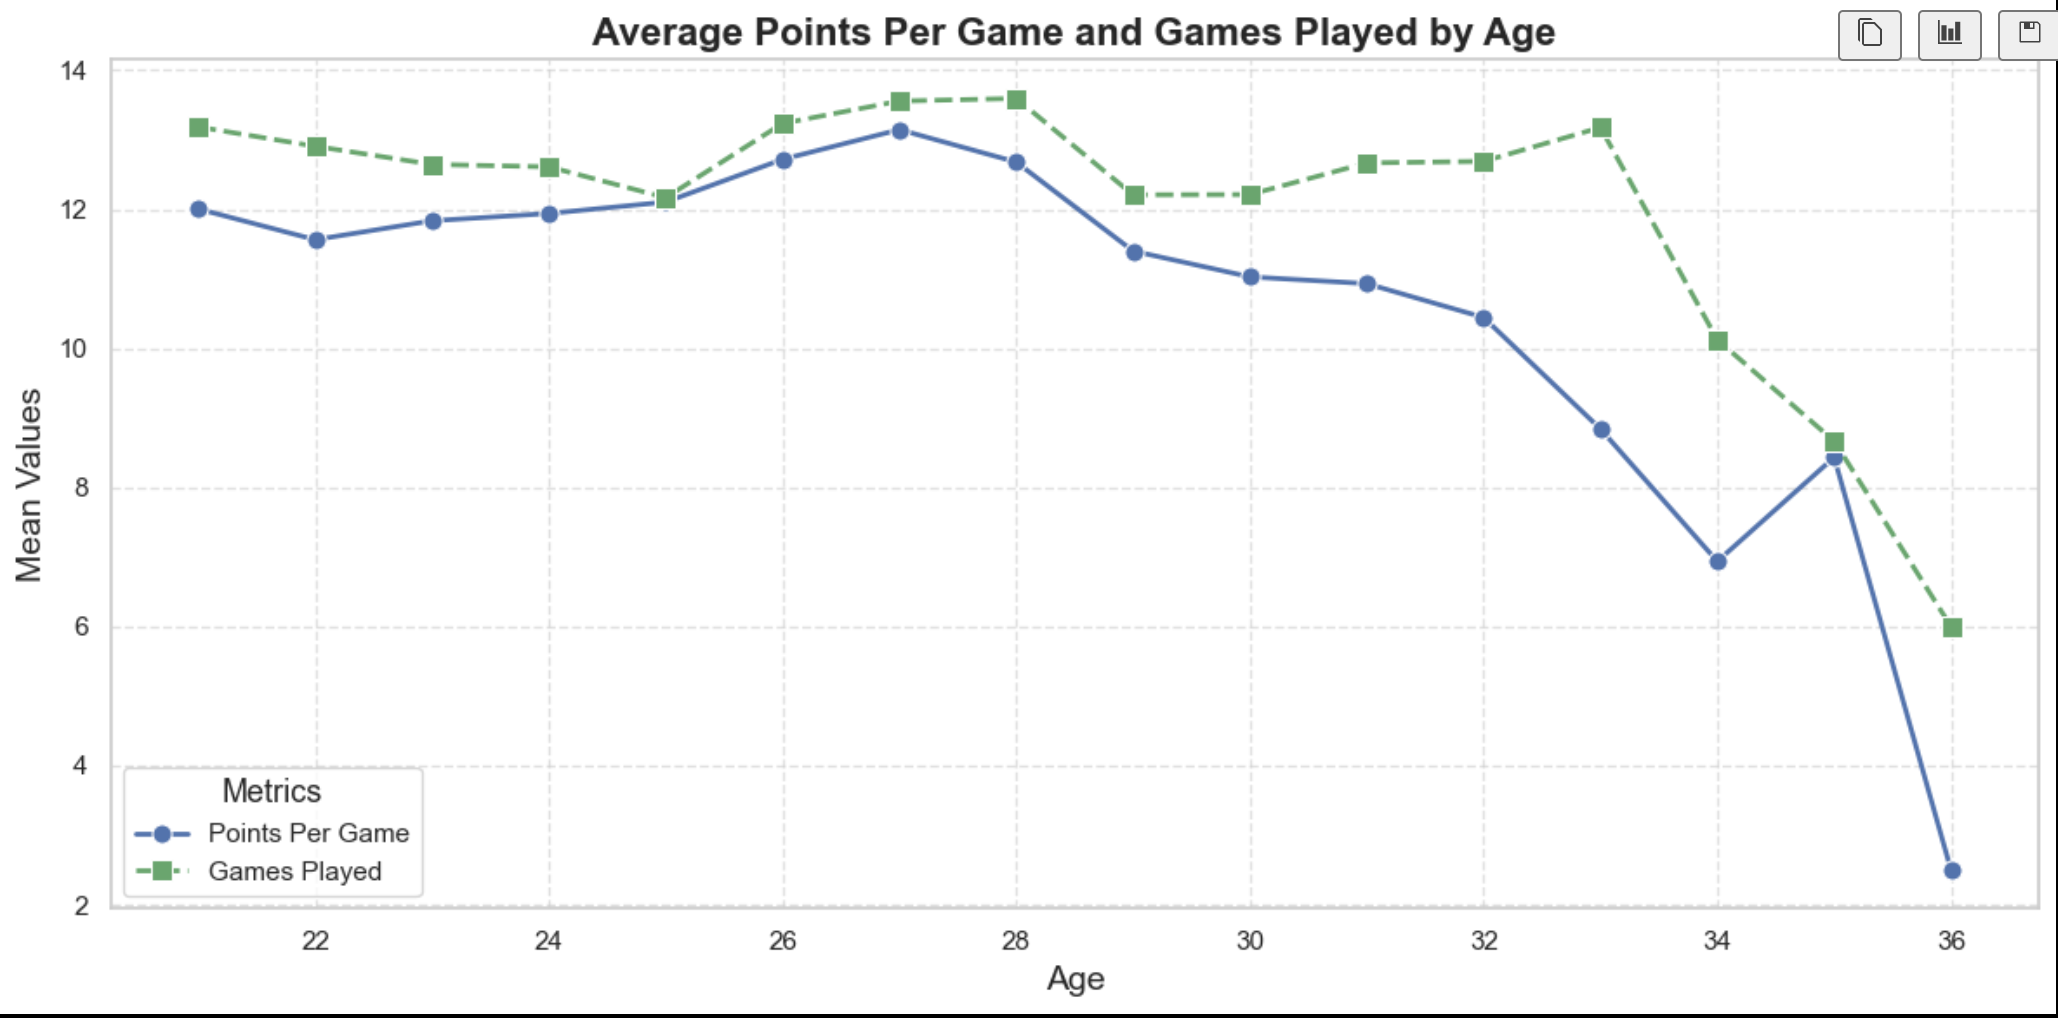 Average Points Per Game and Games Played by Age
14
12
10
8
6
4
2
Mean Values
Metrics
Points Per Game
Games Played
22 24 26 28 30 32 34 36
Age